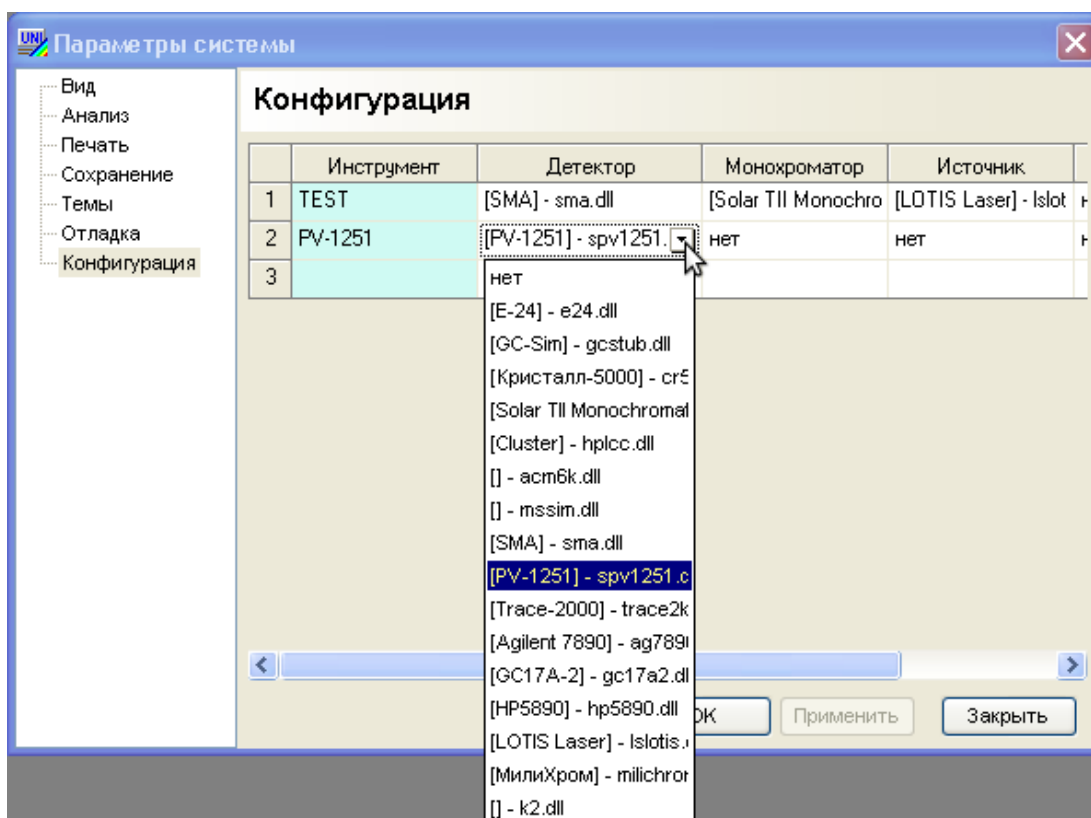 UNI Параметры системы
Вид
Анализ
Печать
Сохранение
Темы
Отладка
Конфигурация
Конфигурация
Инструмент Детектор Монохроматор Источник
1 TEST [SMA] - sma.dll [Solar TII Monochro [LOTIS Laser] - lslot н
2 PV-1251 [PV-1251] - spv1251. нет нет н
3
нет
[E-24] - e24.dll
[GC-Sim] - gcstub.dll
[Кристалл-5000] - cr5
[Solar TII Monochromat
[Cluster] - hplcc.dll
[] - acm6k.dll
[] - mssim.dll
[SMA] - sma.dll
[PV-1251] - spv1251.d
[Trace-2000] - trace2k
[Agilent 7890] - ag789
[GC17A-2] - gc17a2.dl
[HP5890] - hp5890.dll
[LOTIS Laser] - lslotis.
[МилиХром] - milichror
[] - k2.dll
ОК Применить Закрыть